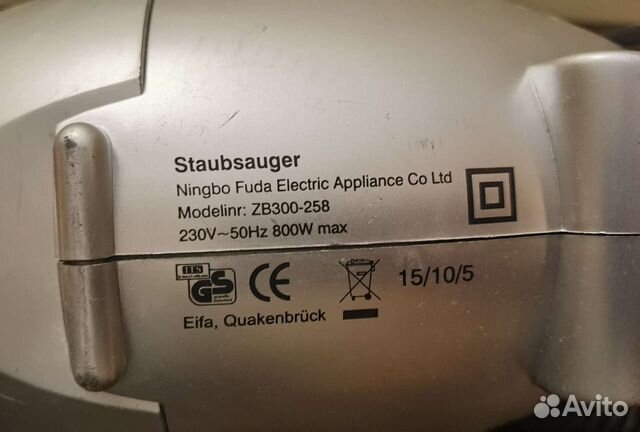 Staubsauger
Ningbo Fuda Electric Appliance Co Ltd
Modelinr: ZB300-258
230V~50Hz 800W max
ITS
GS
CE
15/10/5
Eifa, Quakenbrück
Avito